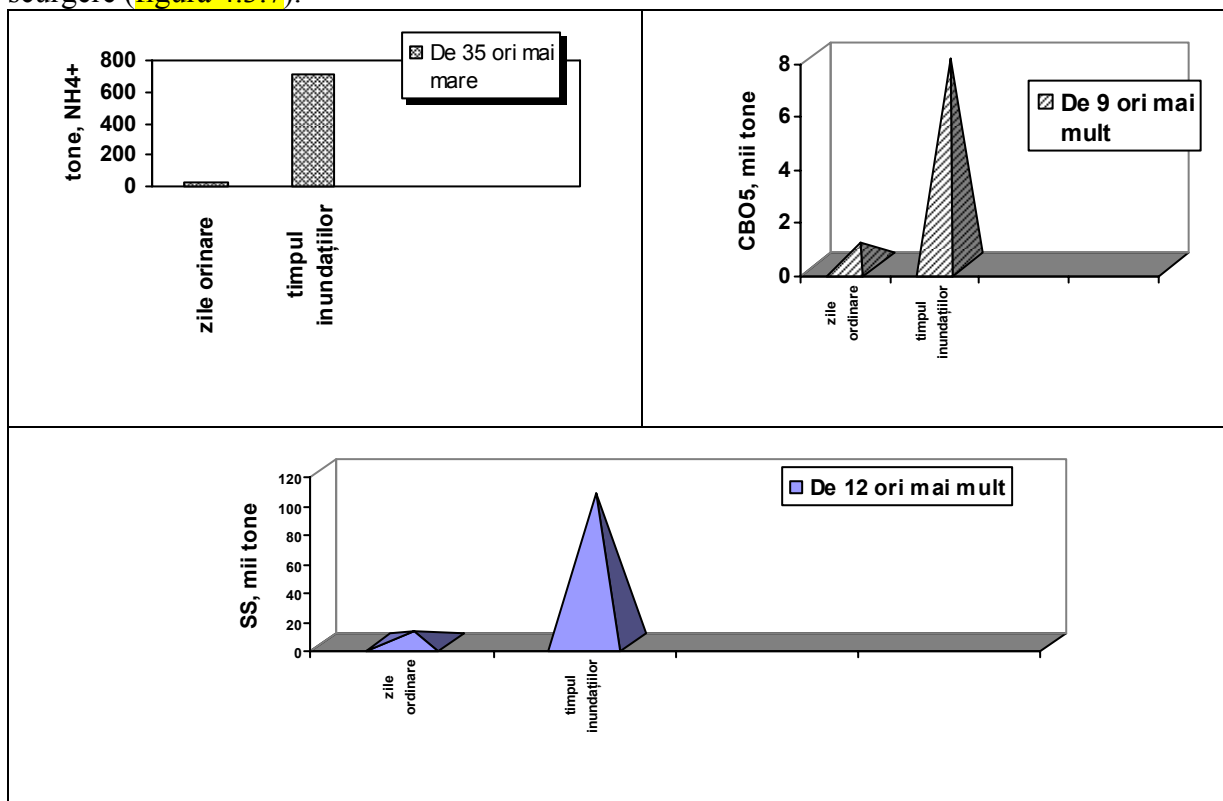 scurgere (figura 4.3.7).
800
600
400
200
0
tone, NH4+
zile orinare
timpul
inundațiilor
De 35 ori mai
mare
8
6
4
2
0
CBO5, mii tone
zile
ordinare
timpul
inundațiilor
De 9 ori mai
mult
120
100
80
60
40
20
0
SS, mii tone
zile
ordinare
timpul
inundațiilor
De 12 ori mai mult